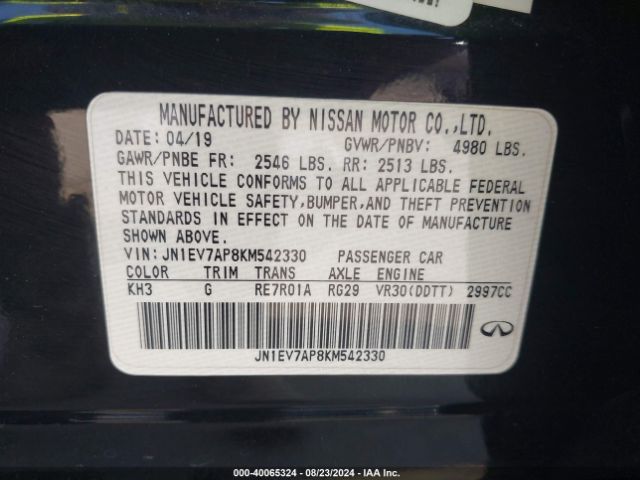 MANUFACTURED BY NISSAN MOTOR CO.,LTD.
DATE: 04/19 GVWR/PNBV: 4980 LBS.
GAWR/PNBE FR: 2546 LBS. RR: 2513 LBS.
THIS VEHICLE CONFORMS TO ALL APPLICABLE FEDERAL
MOTOR VEHICLE SAFETY, BUMPER, AND THEFT PREVENTION
STANDARDS IN EFFECT ON THE DATE OF MANUFACTURE
SHOWN ABOVE.
VIN: JN1EV7AP8KM542330 PASSENGER CAR
COLOR TRIM TRANS AXLE ENGINE
KH3 G RE7R01A RG29 VR30(DDTT) 2997CC
JN1EV7AP8KM542330
000-40065324 - 08/23/2024 - IAA Inc.